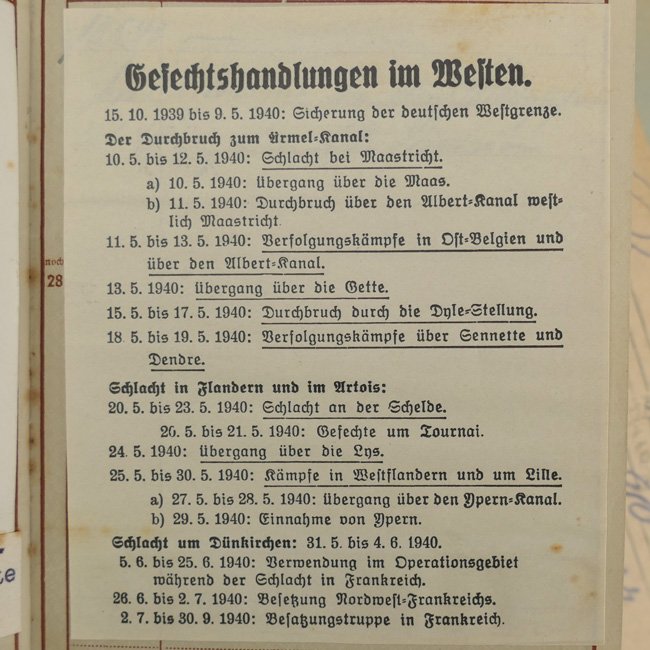 Gefechtshandlungen im Westen.
15. 10. 1939 bis 9. 5. 1940: Sicherung der deutschen Westgrenze.
Der Durchbruch zum Ärmel-Kanal:
10. 5. bis 12. 5. 1940: Schlacht bei Maastricht.
a) 10. 5. 1940: Übergang über die Maas.
b) 11. 5. 1940: Durchbruch über den Albert-Kanal west-
lich Maastricht.
11. 5. bis 13. 5. 1940: Verfolgungskämpfe in Ost-Belgien und
über den Albert-Kanal.
noch
28
13. 5. 1940: Übergang über die Gette.
15. 5. bis 17. 5. 1940: Durchbruch durch die Dyle-Stellung.
18. 5. bis 19. 5. 1940: Verfolgungskämpfe über Sennette und
Dendre.
Schlacht in Flandern und im Artois:
20. 5. bis 23. 5. 1940: Schlacht an der Schelde.
20. 5. bis 21. 5. 1940: Gefechte um Tournai.
24. 5. 1940: Übergang über die Lys.
25. 5. bis 30. 5. 1940: Kämpfe in Westflandern und um Lille.
a) 27. 5. bis 28. 5. 1940: Übergang über den Ypern-Kanal.
b) 29. 5. 1940: Einnahme von Ypern.
Schlacht um Dünkirchen: 31. 5. bis 4. 6. 1940.
5. 6. bis 25. 6. 1940: Verwendung im Operationsgebiet
während der Schlacht in Frankreich.
26. 6. bis 2. 7. 1940: Besetzung Nordwest-Frankreichs.
2. 7. bis 30. 9. 1940: Besatzungstruppe in Frankreich.